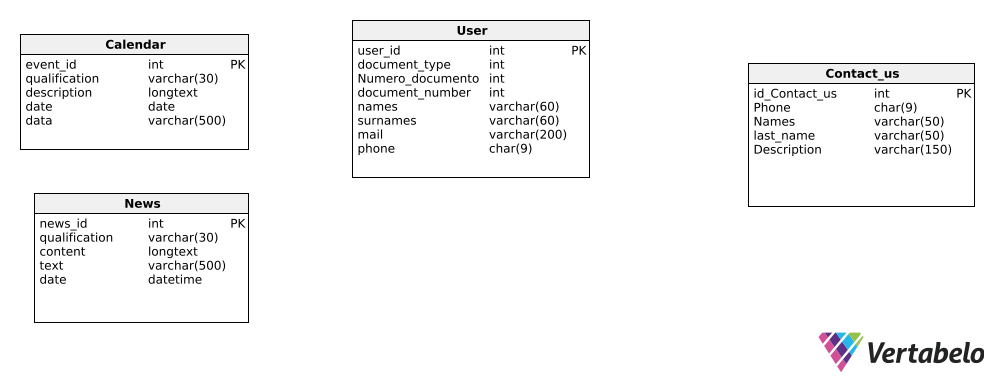 Calendar
event_id int PK
qualification varchar(30)
description longtext
date date
data varchar(500)
User
user_id int PK
document_type int
Numero_documento int
document_number int
names varchar(60)
surnames varchar(60)
mail varchar(200)
phone char(9)
Contact_us
id_Contact_us int PK
Phone char(9)
Names varchar(50)
last_name varchar(50)
Description varchar(150)
News
news_id int PK
qualification varchar(30)
content longtext
text varchar(500)
date datetime
Vertabelo